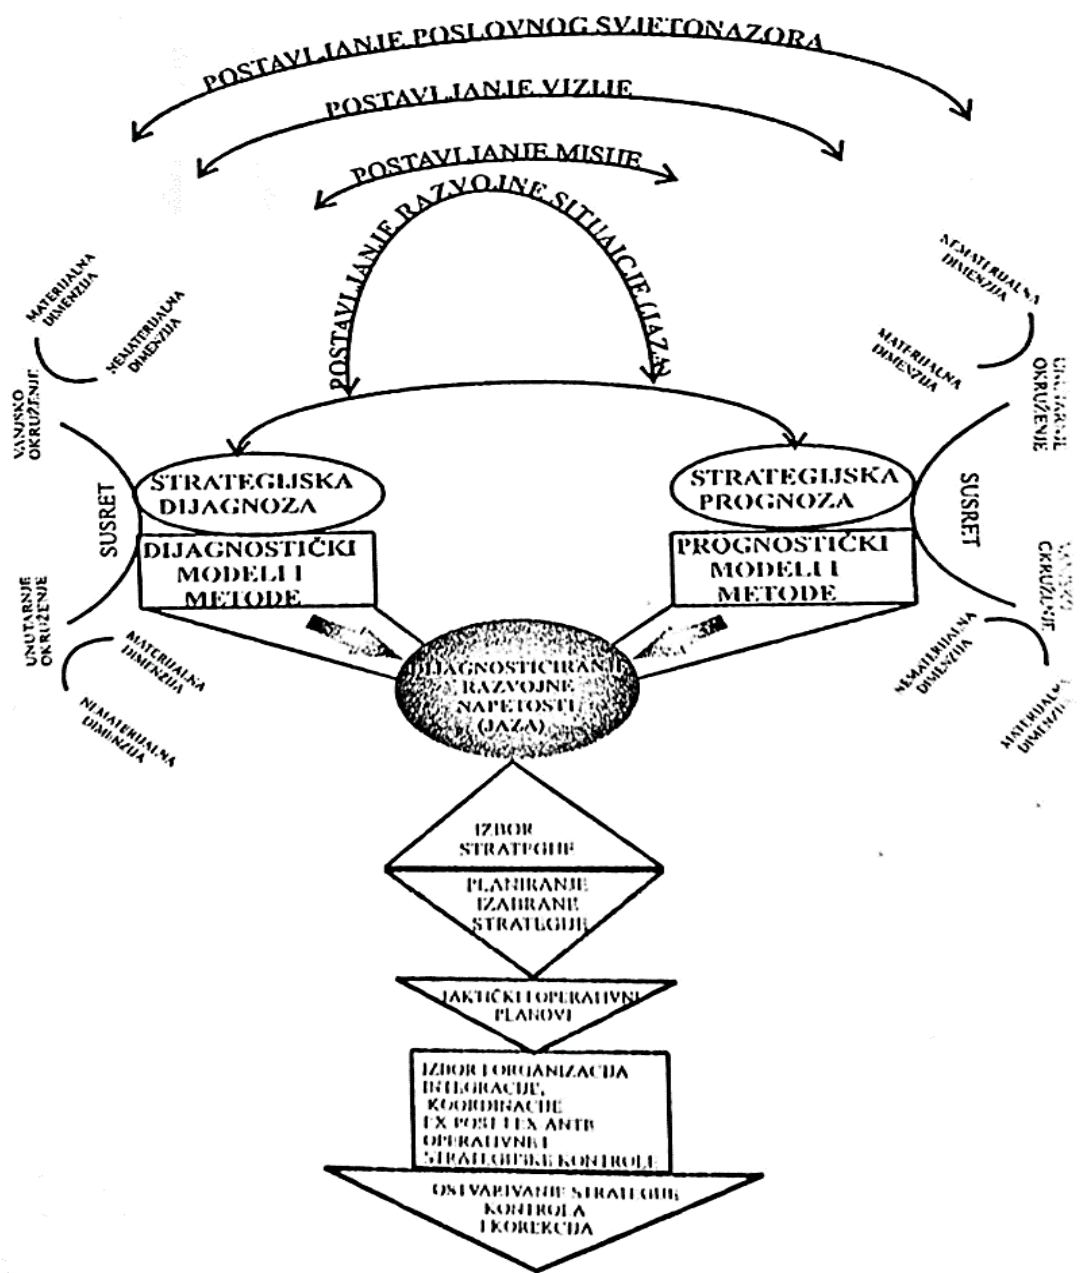 POSTAVLJANJE POSLOVNOG SVJETONAZORA
POSTAVLJANJE VIZIJE
POSTAVLJANJE MISIJE
POSTAVLJANJE RAZVOJNE SITUAICJE (JAZA)
MATERIJALNA
DIMENZIJA
NEMATERIJALNA
DIMENZIJA
VANJSKO
OKRUŽENJE
SUSRET
UNUTARNJE
OKRUŽENJE
MATERIJALNA
DIMENZIJA
NEMATERIJALNA
DIMENZIJA
NEMATERIJALNA
DIMENZIJA
MATERIJALNA
DIMENZIJA
UNUTARNJE
OKRUŽENJE
SUSRET
VANJSKO
OKRUŽENJE
NEMATERIJALNA
DIMENZIJA
MATERIJALNA
DIMENZIJA
STRATEGIJSKA
DIJAGNOZA
DIJAGNOSTIČKI
MODELI I
METODE
STRATEGIJSKA
PROGNOZA
PROGNOSTIČKI
MODELI I
METODE
DIJAGNOSTICIRANJE
RAZVOJNE
NAPETOSTI
(JAZA)
IZBOR
STRATEGIJE
PLANIRANJE
IZABRANE
STRATEGIJE
TAKTIČKI I OPERATIVNI
PLANOVI
IZBOR I ORGANIZACIJA
INTEGRACIJE,
KOORDINACIJE
EX POST I EX ANTE
OPERATIVNE I
STRATEGIJSKE KONTROLE
OSTVARIVANJE STRATEGIJE
KONTROLA
I KOREKCIJA